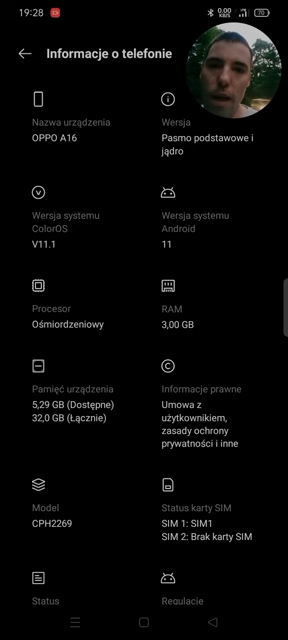 19:28 0.00 KB/S 70
Informacje o telefonie
Nazwa urządzenia
OPPO A16
Wersja
Pasmo podstawowe i
jądro
Wersja systemu
ColorOS
V11.1
Wersja systemu
Android
11
Procesor
Ośmiordzeniowy
RAM
3,00 GB
Pamięć urządzenia
5,29 GB (Dostępne)
32,0 GB (Łącznie)
Informacje prawne
Umowa z
użytkownikiem,
zasady ochrony
prywatności i inne
Model
CPH2269
Status karty SIM
SIM 1: SIM1
SIM 2: Brak karty SIM
Status
Regulacje